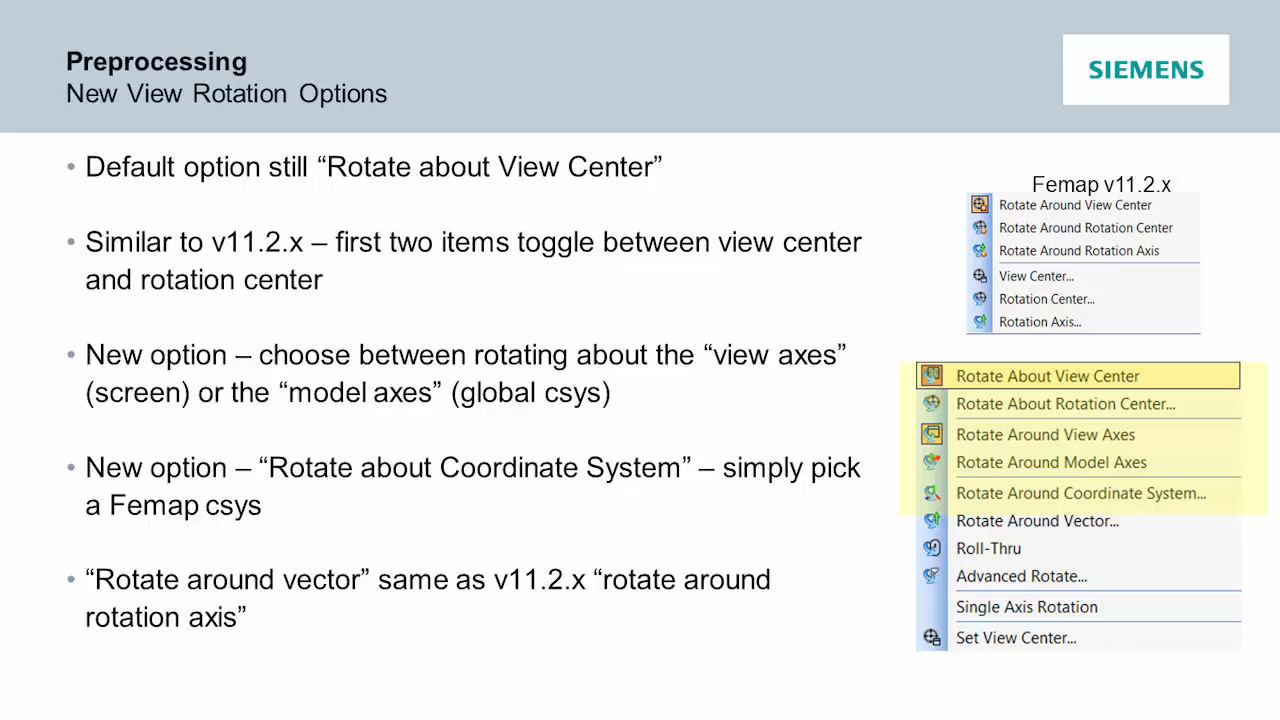 Preprocessing
New View Rotation Options
SIEMENS
• Default option still “Rotate about View Center”
• Similar to v11.2.x – first two items toggle between view center
and rotation center
• New option – choose between rotating about the “view axes”
(screen) or the “model axes” (global csys)
• New option – “Rotate about Coordinate System” – simply pick
a Femap csys
• “Rotate around vector” same as v11.2.x “rotate around
rotation axis”
Femap v11.2.x
Rotate Around View Center
Rotate Around Rotation Center
Rotate Around Rotation Axis
View Center...
Rotation Center...
Rotation Axis...
Rotate About View Center
Rotate About Rotation Center...
Rotate Around View Axes
Rotate Around Model Axes
Rotate Around Coordinate System...
Rotate Around Vector...
Roll-Thru
Advanced Rotate...
Single Axis Rotation
Set View Center...